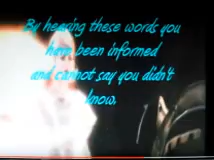 By hearing these words you
have been informed
and cannot say you didn't
know.